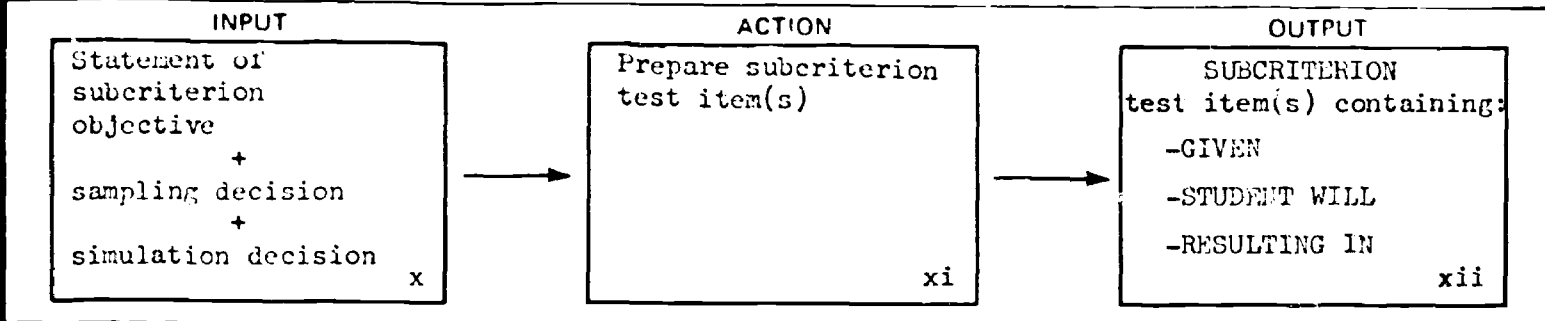 INPUT
Statement of
subcriterion
objective
+
sampling decision
+
simulation decision
x
ACTION
Prepare subcriterion
test item(s)
xi
OUTPUT
SUBCRITERION
test item(s) containing:
-GIVEN
-STUDENT WILL
-RESULTING IN
xii